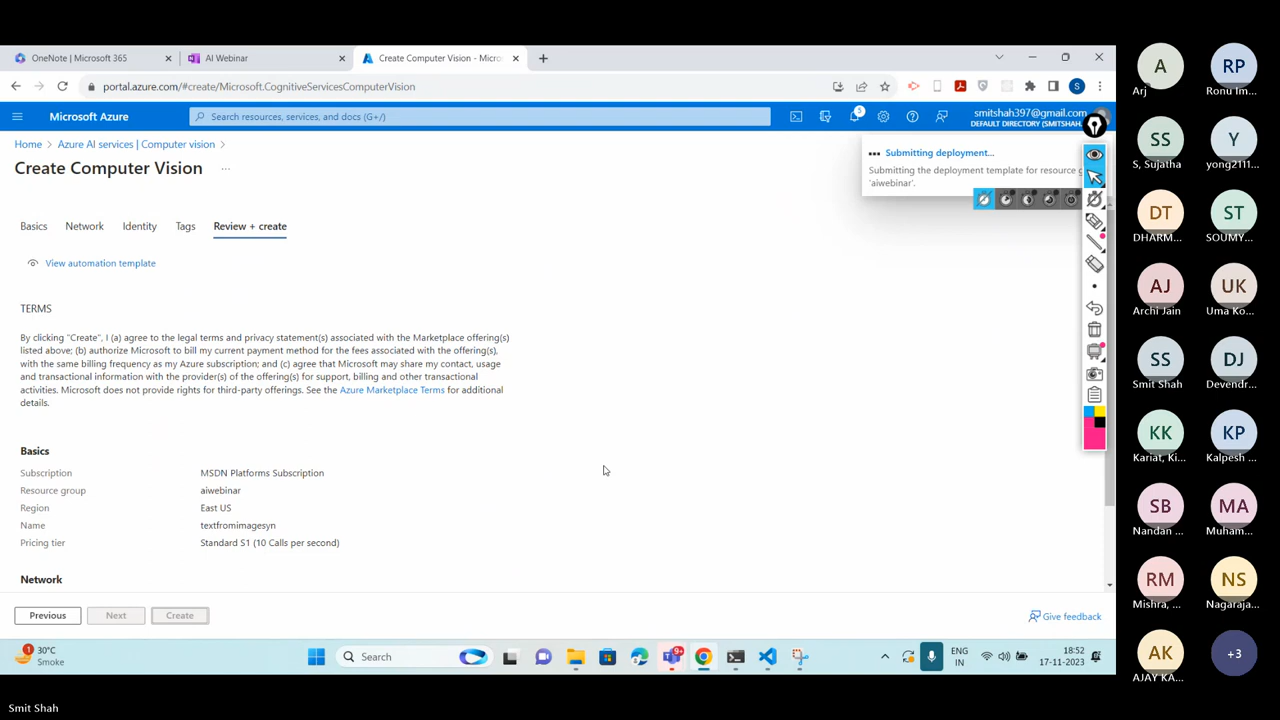 OneNote | Microsoft 365
AI Webinar
Create Computer Vision - Micro
portal.azure.com/#create/Microsoft.CognitiveServicesComputerVision
S
Microsoft Azure
Search resources, services, and docs (G+/)
5
smitshah397@gmail.com
DEFAULT DIRECTORY (SMITSHAH.
Home > Azure AI services | Computer vision >
Create Computer Vision ...
Submitting deployment...
Submitting the deployment template for resource g
'aiwebinar'.
Basics
Network
Identity
Tags
Review + create
View automation template
TERMS
By clicking "Create", I (a) agree to the legal terms and privacy statement(s) associated with the Marketplace offering(s)
listed above; (b) authorize Microsoft to bill my current payment method for the fees associated with the offering(s),
with the same billing frequency as my Azure subscription; and (c) agree that Microsoft may share my contact, usage
and transactional information with the provider(s) of the offering(s) for support, billing and other transactional
activities. Microsoft does not provide rights for third-party offerings. See the Azure Marketplace Terms for additional
details.
Basics
Subscription MSDN Platforms Subscription
Resource group aiwebinar
Region East US
Name textfromimagesyn
Pricing tier Standard S1 (10 Calls per second)
Network
Previous
Next
Create
Give feedback
1
30°C
Smoke
Search
9+
ENG
IN
18:52
17-11-2023
Smit Shah
A
Arj
RP
Ronu Im...
SS
S, Sujatha
Y
yong2111...
DT
DHARM...
ST
SOUMY...
AJ
Archi Jain
UK
Uma Ko...
SS
Smit Shah
DJ
Devendr...
KK
Kariat, Ki...
KP
Kalpesh ...
SB
Nandan ...
MA
Muham...
RM
Mishra, ...
NS
Nagaraja...
AK
AJAY KA...
+3